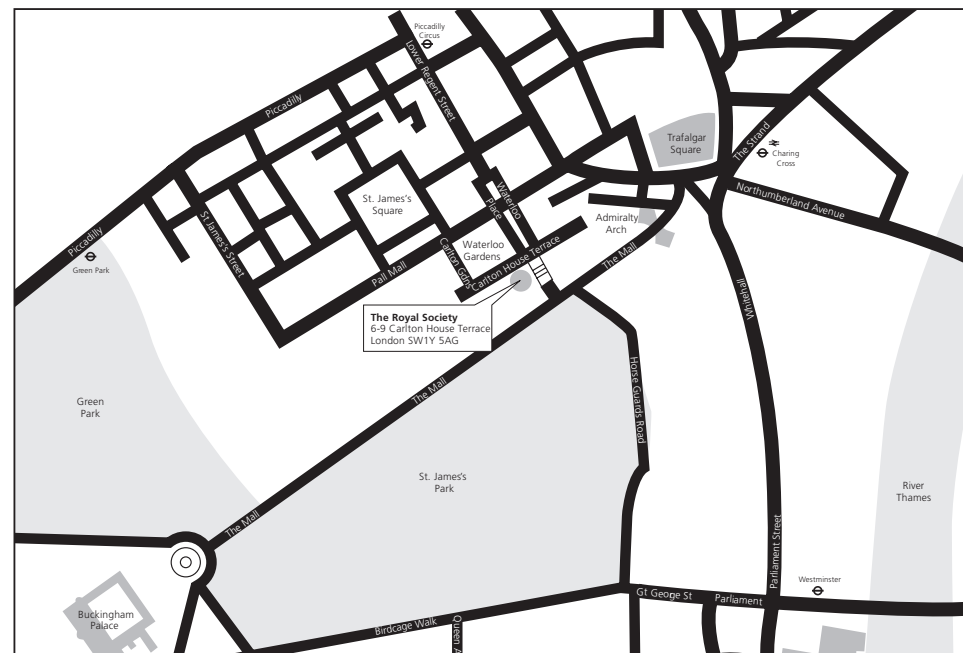 Piccadilly
Circus
Lower Regent Street
Piccadilly
Trafalgar
Square
The Strand
Charing
Cross
Northumberland Avenue
St. James's
Square
Waterloo
Place
St James's Street
Admiralty
Arch
Piccadilly
Green Park
Waterloo
Gardens
Carlton Gdns
Carlton House Terrace
The Mall
Pall Mall
Whitehall
The Royal Society
6-9 Carlton House Terrace
London SW1Y 5AG
The Mall
Horse Guards Road
Green
Park
St. James's
Park
River
Thames
The Mall
Parliament Street
Westminster
Gt George St
Parliament
Buckingham
Palace
Birdcage Walk
Queen A